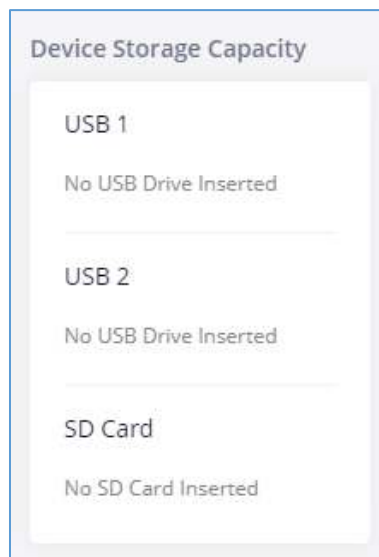 Device Storage Capacity
USB 1
No USB Drive Inserted
USB 2
No USB Drive Inserted
SD Card
No SD Card Inserted